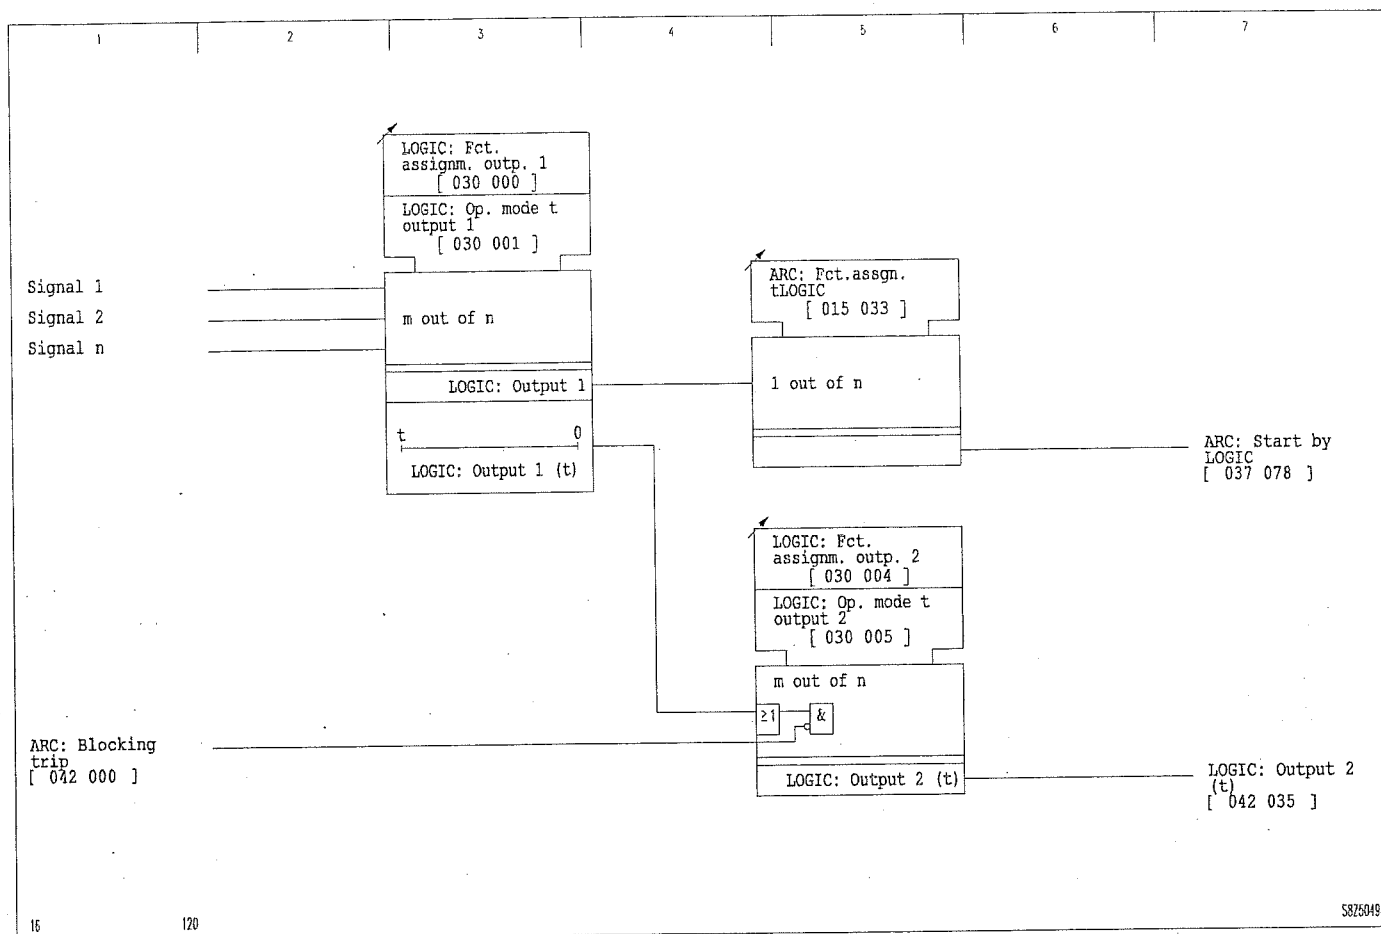 1 2 3 4 5 6 7
LOGIC: Fct.
assignm. outp. 1
[ 030 000 ]
LOGIC: Op. mode t
output 1
[ 030 001 ]
Signal 1
Signal 2
Signal n
m out of n
LOGIC: Output 1
t 0
LOGIC: Output 1 (t)
ARC: Fct.assgn.
tLOGIC
[ 015 033 ]
1 out of n
ARC: Start by
LOGIC
[ 037 078 ]
LOGIC: Fct.
assignm. outp. 2
[ 030 004 ]
LOGIC: Op. mode t
output 2
[ 030 005 ]
m out of n
≥1 &
ARC: Blocking
trip
[ 042 000 ]
LOGIC: Output 2 (t)
LOGIC: Output 2
(t)
[ 042 035 ]
16 120
S8Z5049